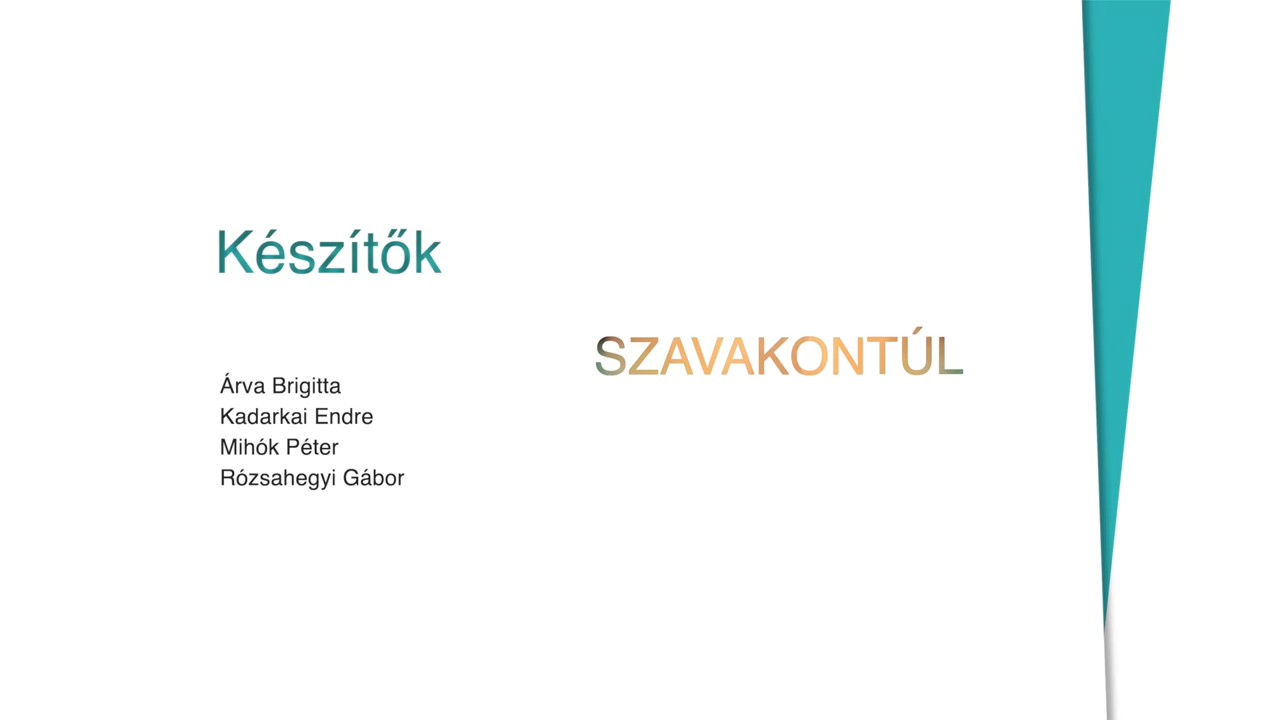 Készítők
SZAVAKONTÚL
Árva Brigitta
Kadarkai Endre
Mihók Péter
Rózsahegyi Gábor